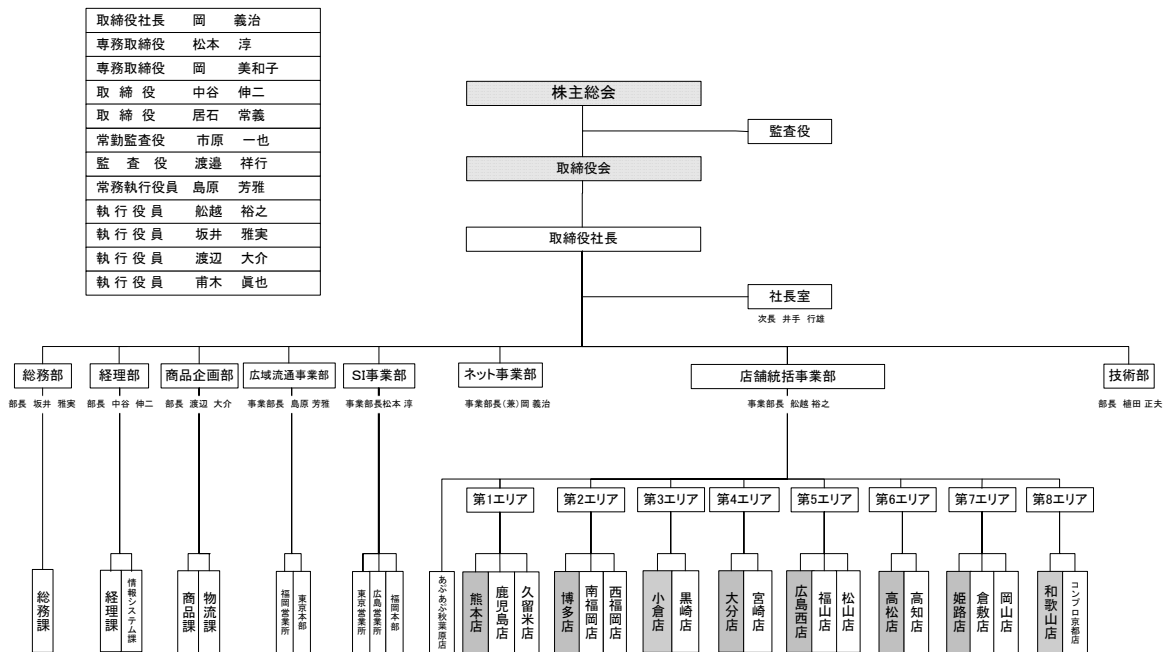 取締役社長 岡 義治
専務取締役 松本 淳
専務取締役 岡 美和子
取 締 役 中谷 伸二
取 締 役 居石 常義
常勤監査役 市原 一也
監 査 役 渡邉 祥行
常務執行役員 島原 芳雅
執 行 役 員 舩越 裕之
執 行 役 員 坂井 雅実
執 行 役 員 渡辺 大介
執 行 役 員 甫木 眞也
株主総会
監査役
取締役会
取締役社長
社長室
次長 井手 行雄
総務部
部長 坂井 雅実
経理部
部長 中谷 伸二
商品企画部
部長 渡辺 大介
広域流通事業部
事業部長 島原 芳雅
SI事業部
事業部長松本 淳
ネット事業部
事業部長(兼)岡 義治
店舗統括事業部
事業部長 舩越 裕之
技術部
部長 植田 正夫
第1エリア
第2エリア
第3エリア
第4エリア
第5エリア
第6エリア
第7エリア
第8エリア
総務課
経理課
情報システム課
商品課
物流課
福岡営業所
東京本部
東京営業所
広島営業所
福岡本部
あぷあぷ秋葉原店
熊本店
鹿児島店
久留米店
博多店
南福岡店
西福岡店
小倉店
黒崎店
大分店
宮崎店
広島西店
福山店
松山店
高松店
高知店
姫路店
倉敷店
岡山店
和歌山店
コンプロ京都店